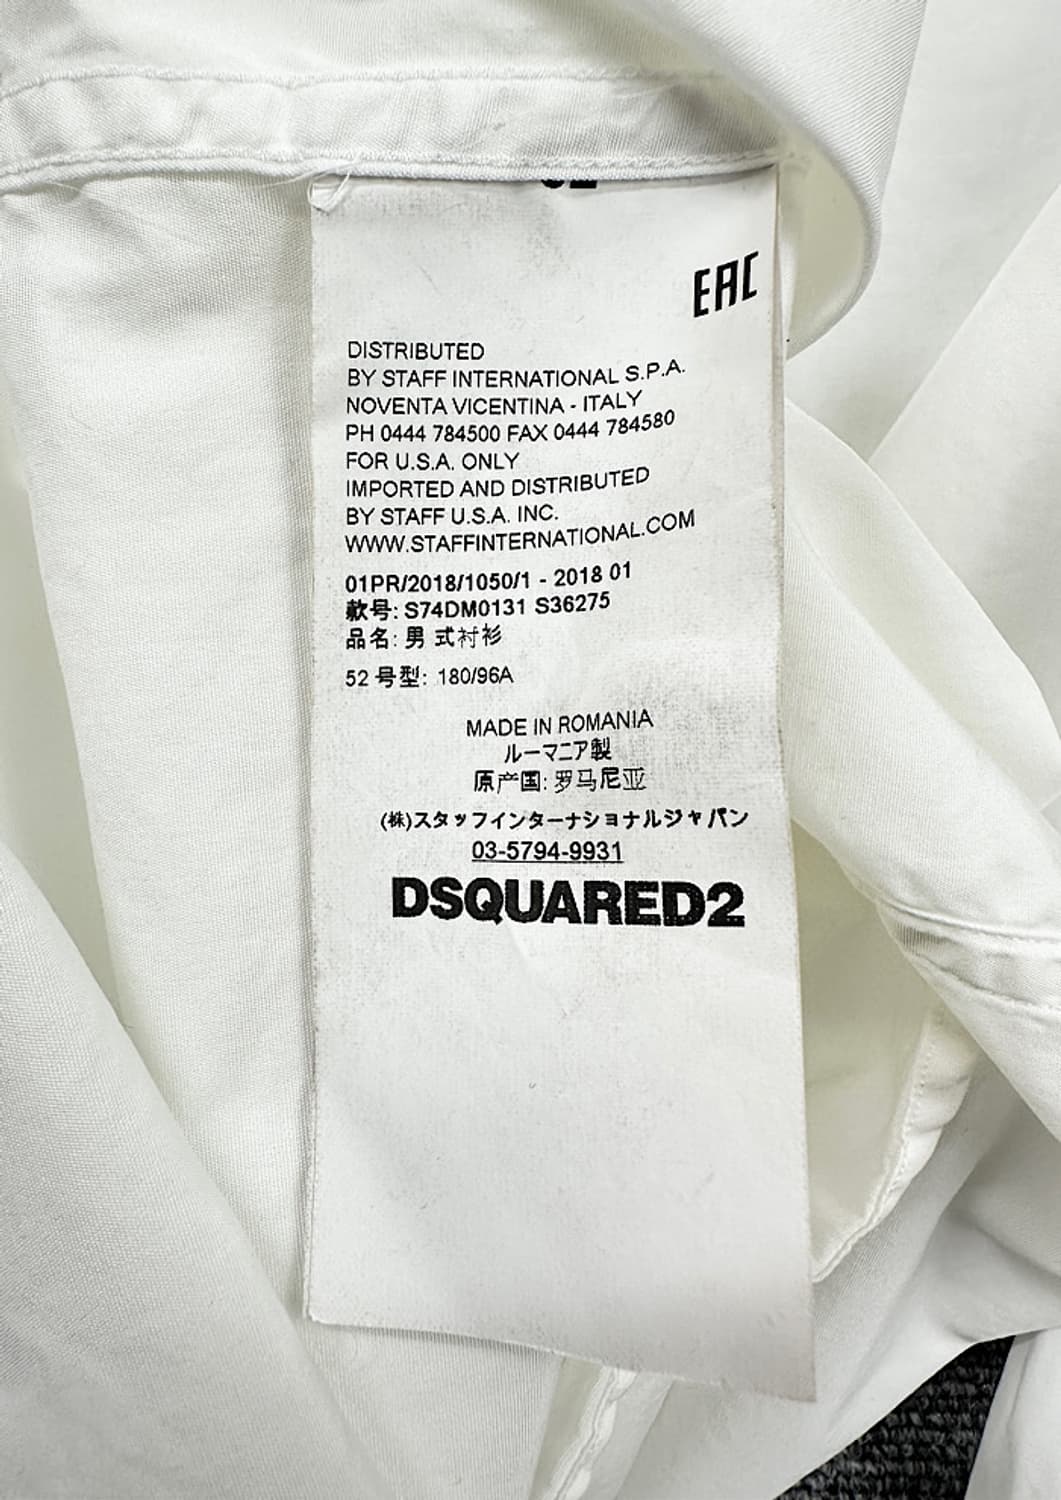 EAC
DISTRIBUTED
BY STAFF INTERNATIONAL S.P.A.
NOVENTA VICENTINA - ITALY
PH 0444 784500 FAX 0444 784580
FOR U.S.A. ONLY
IMPORTED AND DISTRIBUTED
BY STAFF U.S.A. INC.
WWW.STAFFINTERNATIONAL.COM
01PR/2018/1050/1 - 2018 01
款号: S74DM0131 S36275
品名: 男 式衬衫
52 号型: 180/96A
MADE IN ROMANIA
ルーマニア製
原产国: 罗马尼亚
(株)スタッフインターナショナルジャパン
03-5794-9931
DSQUARED2